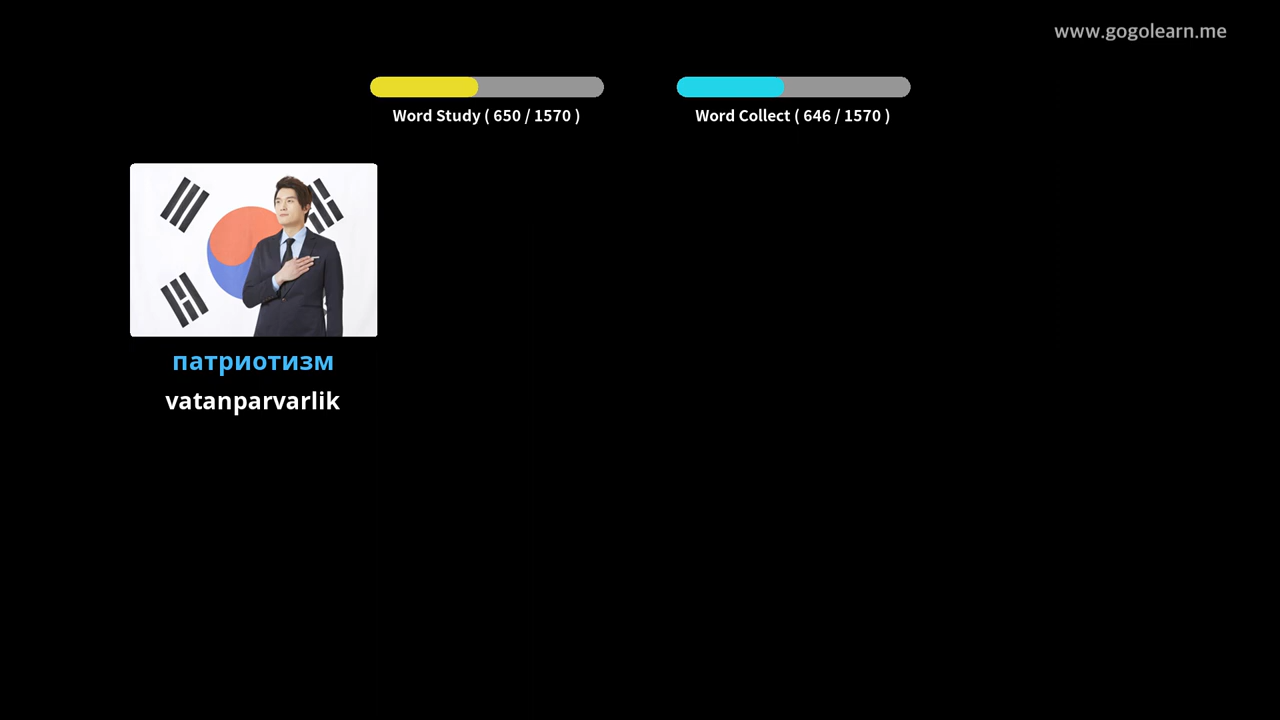 www.gogolearn.me
Word Study ( 650 / 1570 )
Word Collect ( 646 / 1570 )
патриотизм
vatanparvarlik